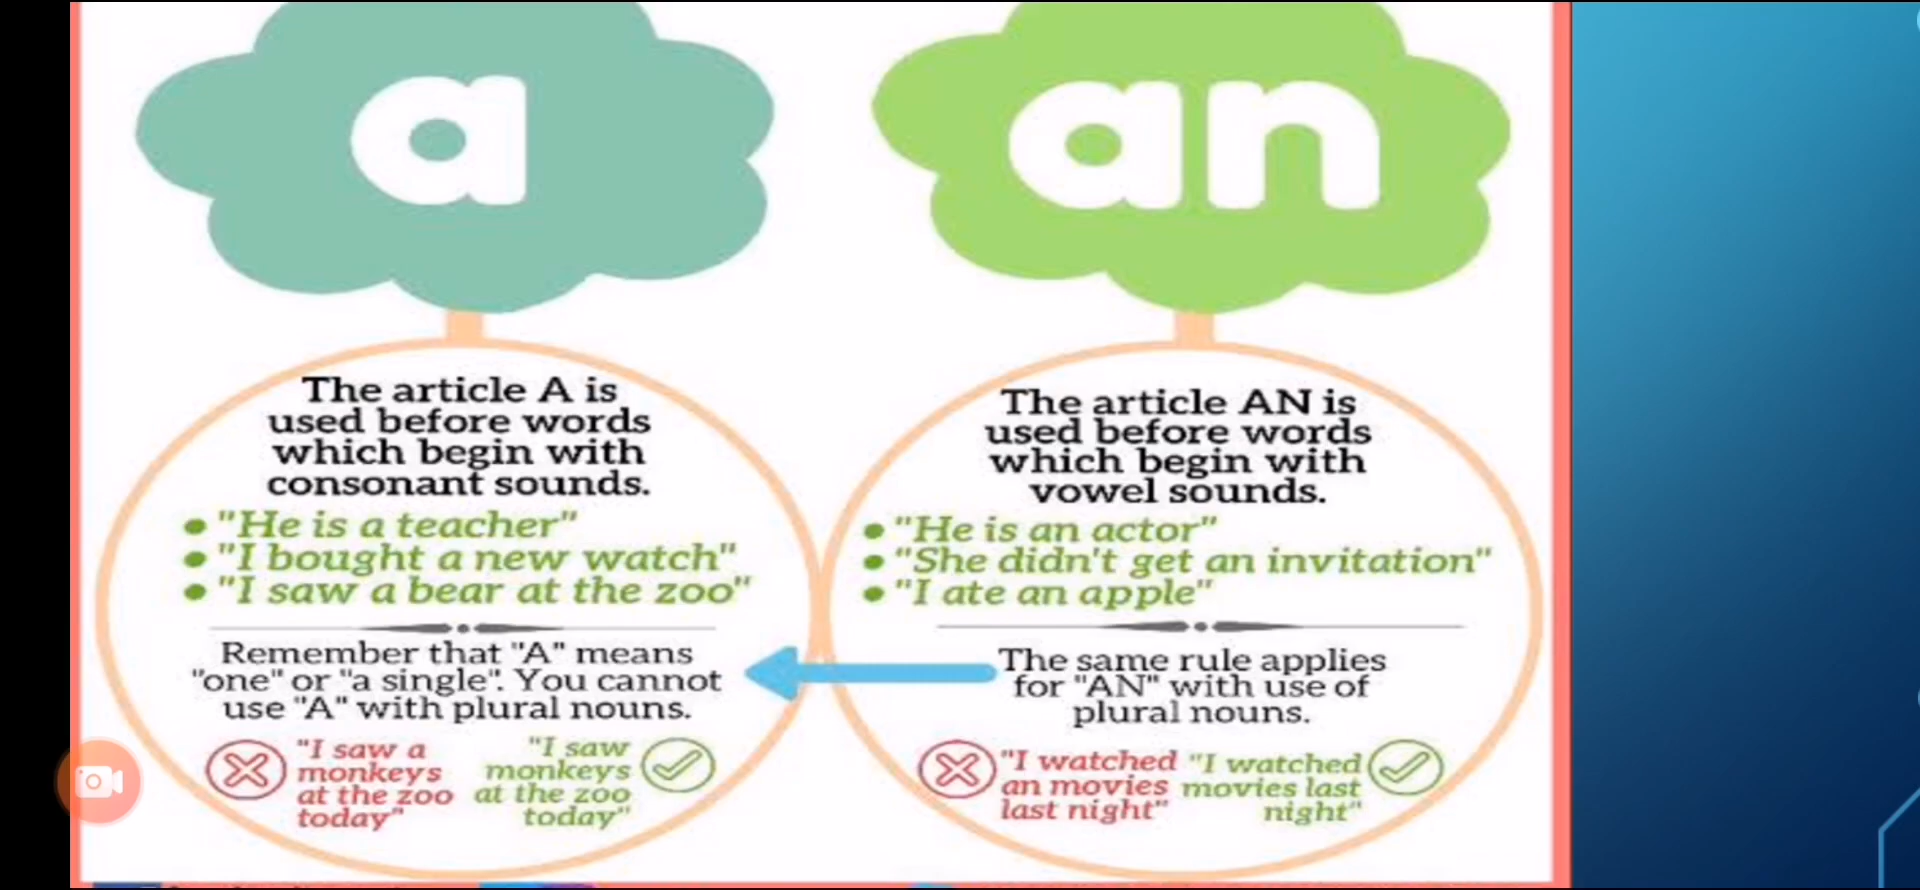 a
The article A is
used before words
which begin with
consonant sounds.
• "He is a teacher"
• "I bought a new watch"
• "I saw a bear at the zoo"
Remember that "A" means
"one" or "a single". You cannot
use "A" with plural nouns.
"I saw a
monkeys
at the zoo
today"
"I saw
monkeys
at the zoo
today"
an
The article AN is
used before words
which begin with
vowel sounds.
• "He is an actor"
• "She didn't get an invitation"
• "I ate an apple"
The same rule applies
for "AN" with use of
plural nouns.
"I watched
an movies
last night"
"I watched
movies last
night"